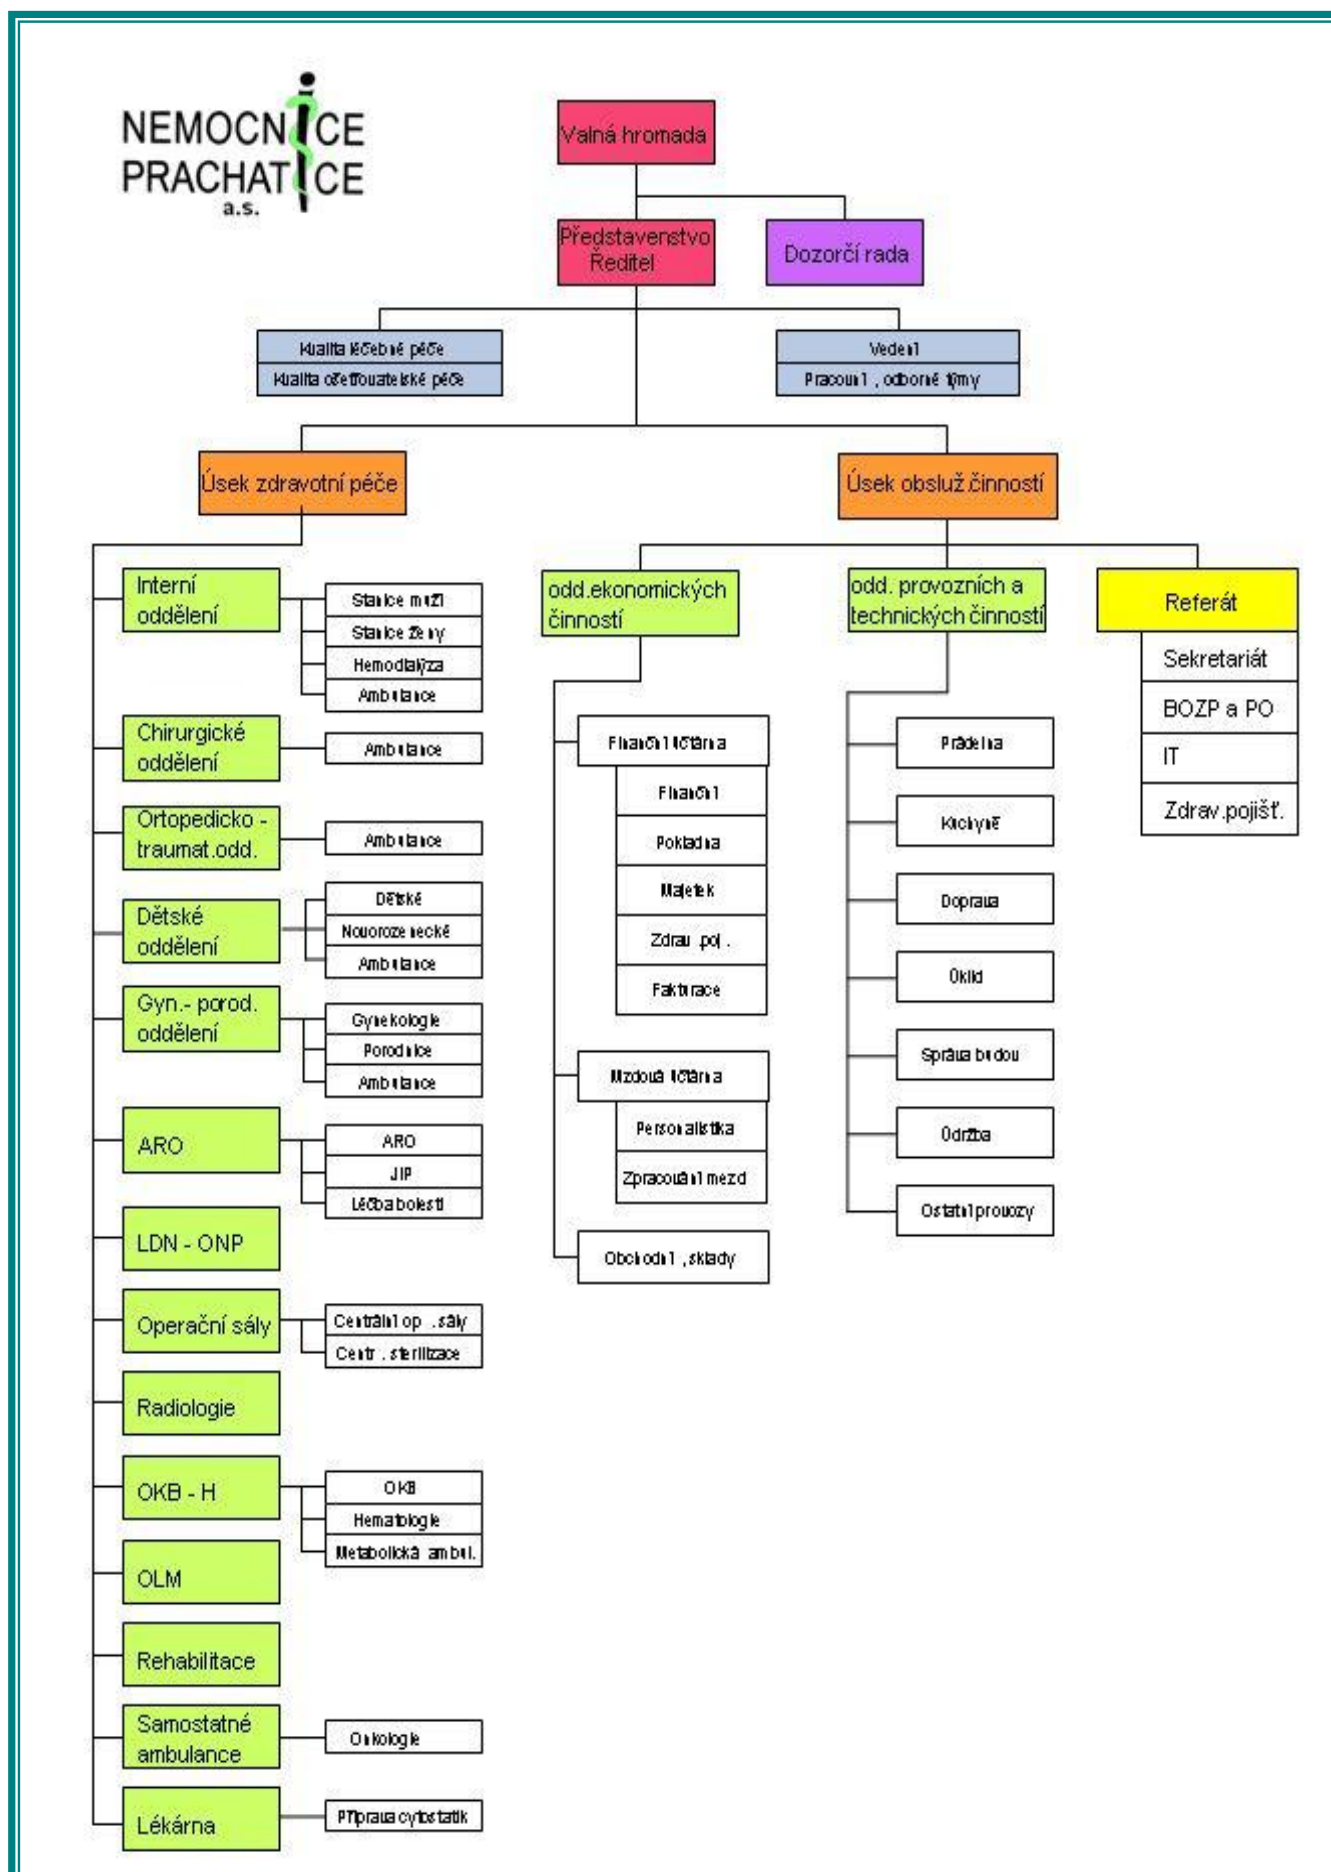 NEMOCNICE
PRACHATICE
a.s.
Valná hromada
Představenstvo
Ředitel
Dozorčí rada
Kvalita léčebné péče
Kvalita ošetřovatelské péče
Vedení
Pracovní , odborné týmy
Úsek zdravotní péče
Úsek obsluž.činností
Interní
oddělení
Stanice muži
Stanice ženy
Hemodialýza
Ambulance
Chirurgické
oddělení
Ambulance
Ortopedicko -
traumat.odd.
Ambulance
Dětské
oddělení
Dětské
Novorozenecké
Ambulance
Gyn.- porod.
oddělení
Gynekologie
Porodnice
Ambulance
ARO
ARO
JIP
Léčba bolesti
LDN - ONP
Operační sály
Centrální op . sály
Centr . sterilizace
Radiologie
OKB - H
OKB
Hematologie
Metabolická ambul.
OLM
Rehabilitace
Samostatné
ambulance
Onkologie
Lékárna
Příprava cytostatik
odd.ekonomických
činností
Finanční účtárna
Finanční
Pokladna
Majetek
Zdrav .poj .
Fakturace
Mzdová účtárna
Personalistika
Zpracování mezd
Obchodní , sklady
odd. provozních a
technických činností
Prádelna
Kuchyně
Doprava
Úklid
Správa budov
Údržba
Ostatní provozy
Referát
Sekretariát
BOZP a PO
IT
Zdrav.pojišť.